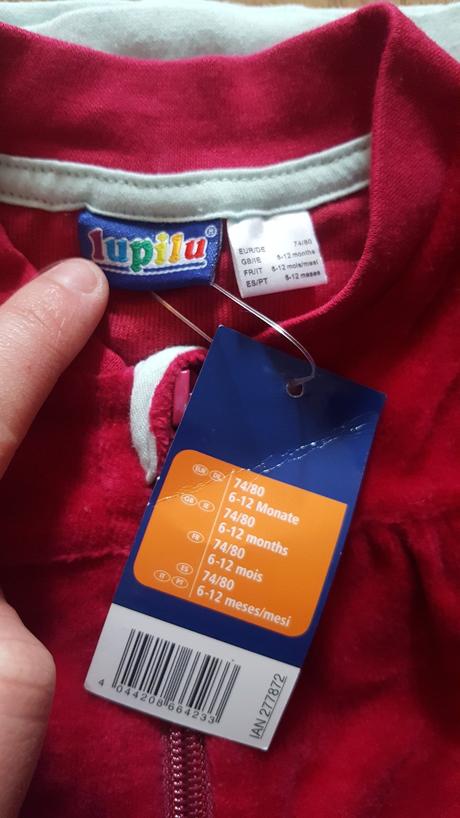 lupilu®
EUR/DE 74/80
GB/IE 6-12 months
FR/IT 6-12 mois/mesi
ES/PT 6-12 meses
EUR DE 74/80
6-12 Monate
GB IE 74/80
6-12 months
FR 74/80
6-12 mois
ES IT PT 74/80
6-12 meses/mesi
4 044208 664233
IAN 277872